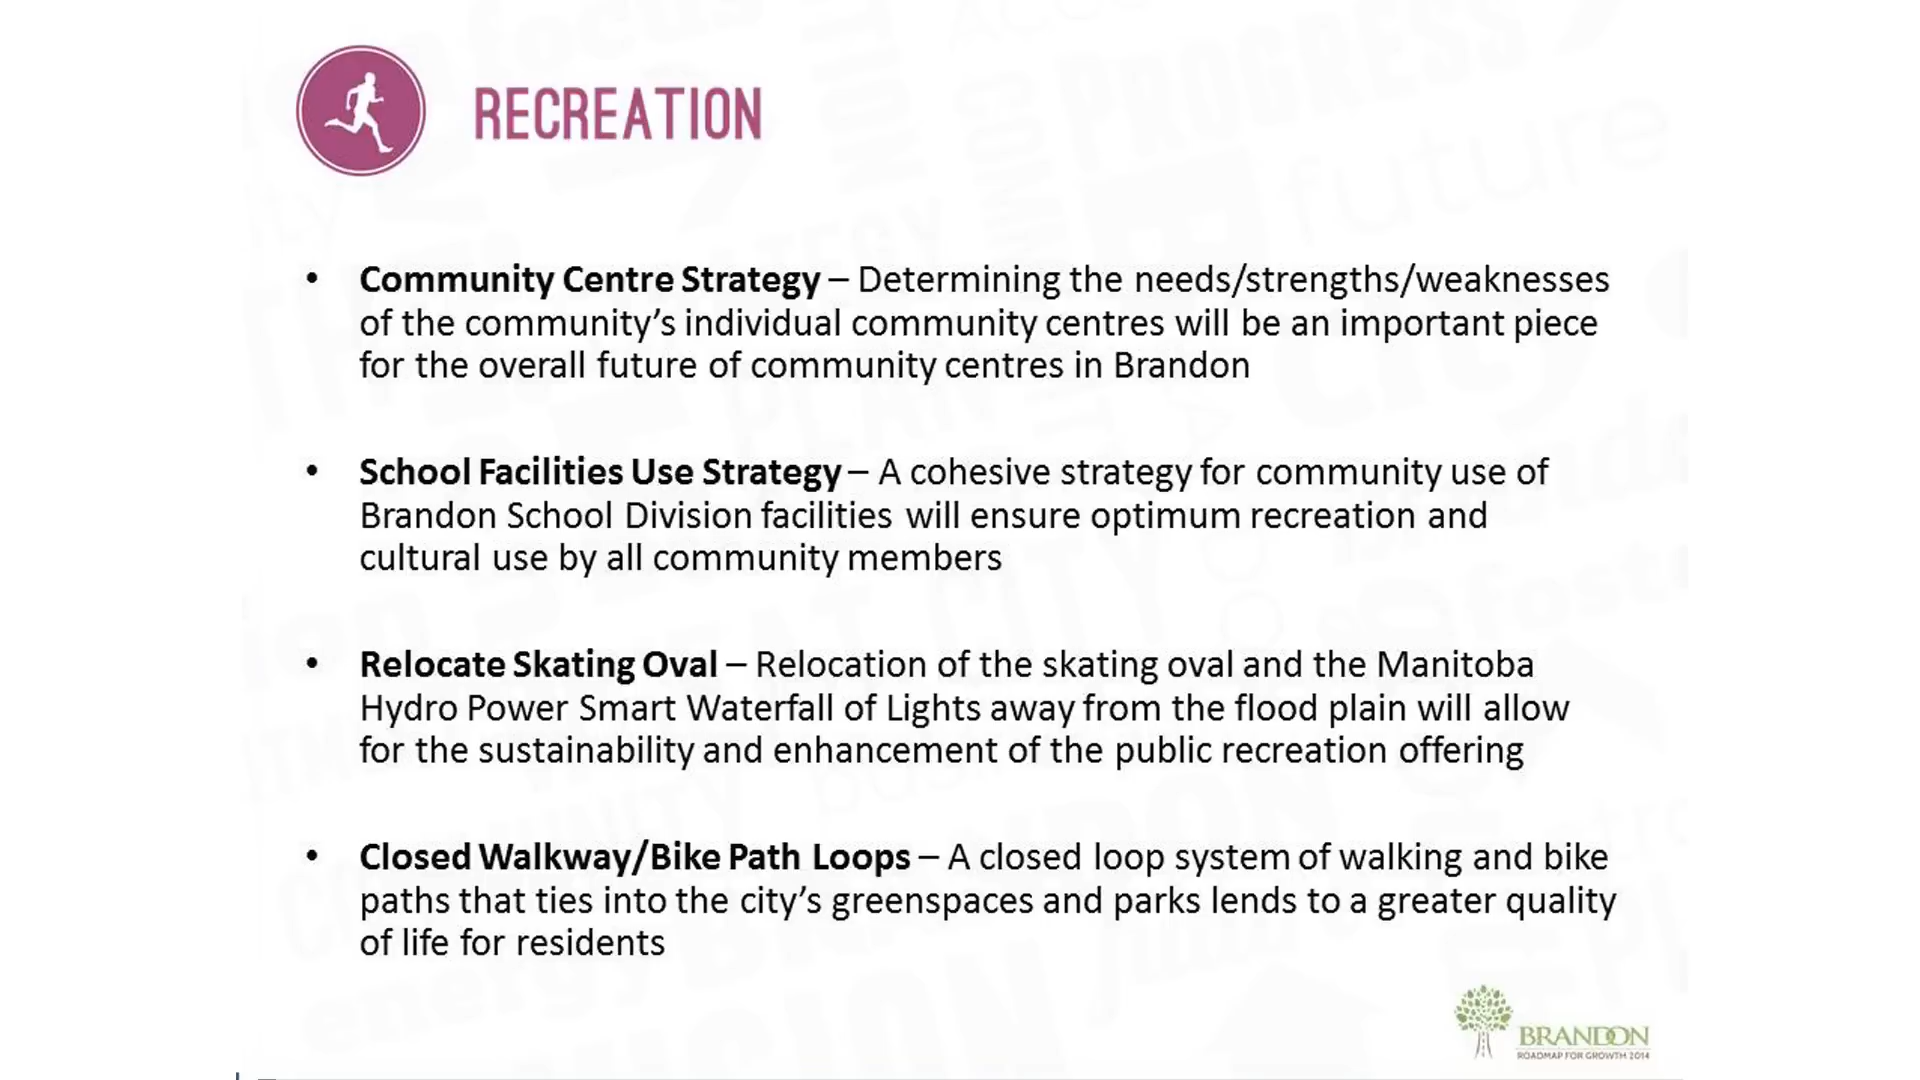 RECREATION
• Community Centre Strategy – Determining the needs/strengths/weaknesses
of the community’s individual community centres will be an important piece
for the overall future of community centres in Brandon
• School Facilities Use Strategy – A cohesive strategy for community use of
Brandon School Division facilities will ensure optimum recreation and
cultural use by all community members
• Relocate Skating Oval – Relocation of the skating oval and the Manitoba
Hydro Power Smart Waterfall of Lights away from the flood plain will allow
for the sustainability and enhancement of the public recreation offering
• Closed Walkway/Bike Path Loops – A closed loop system of walking and bike
paths that ties into the city’s greenspaces and parks lends to a greater quality
of life for residents
BRANDON
ROADMAP FOR GROWTH 2014